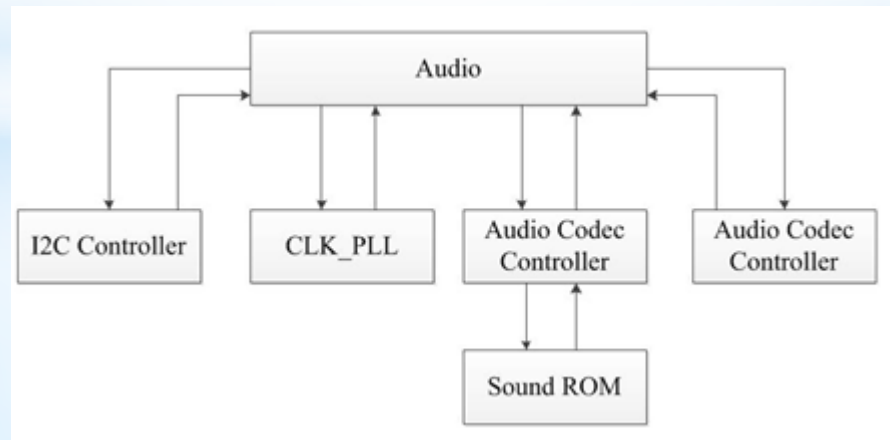 Audio
I2C Controller
CLK_PLL
Audio Codec
Controller
Audio Codec
Controller
Sound ROM